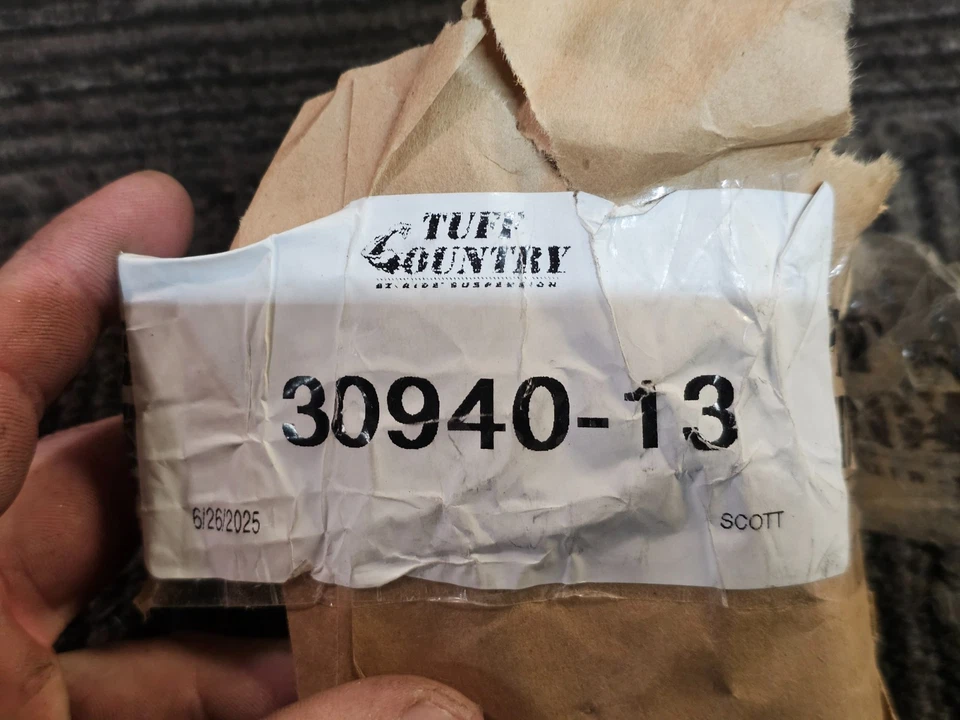 TUFF
COUNTRY
EZ-RIDE SUSPENSION
30940-13
6/26/2025
SCOTT